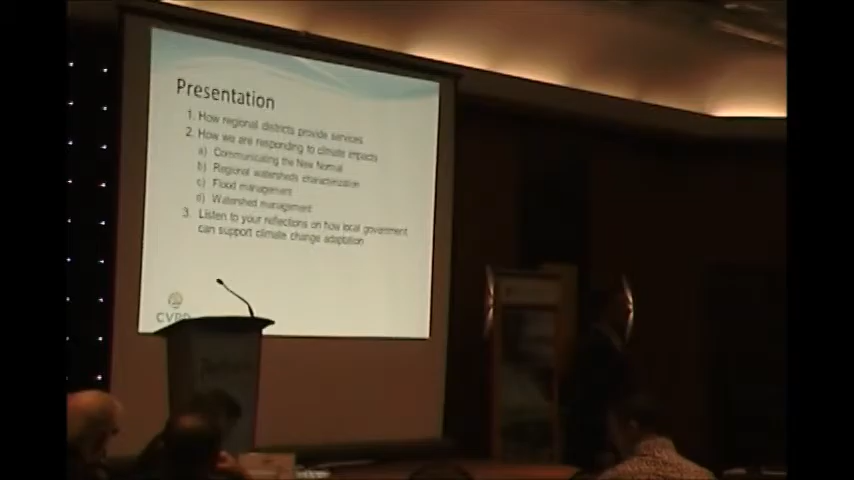 Presentation
1. How regional districts provide services
2. How we are responding to climate impacts
a) Communicating the New Normal
b) Regional watersheds characterization
c) Flood management
d) Watershed management
3. Listen to your reflections on how local government
can support climate change adaptation
CVRD